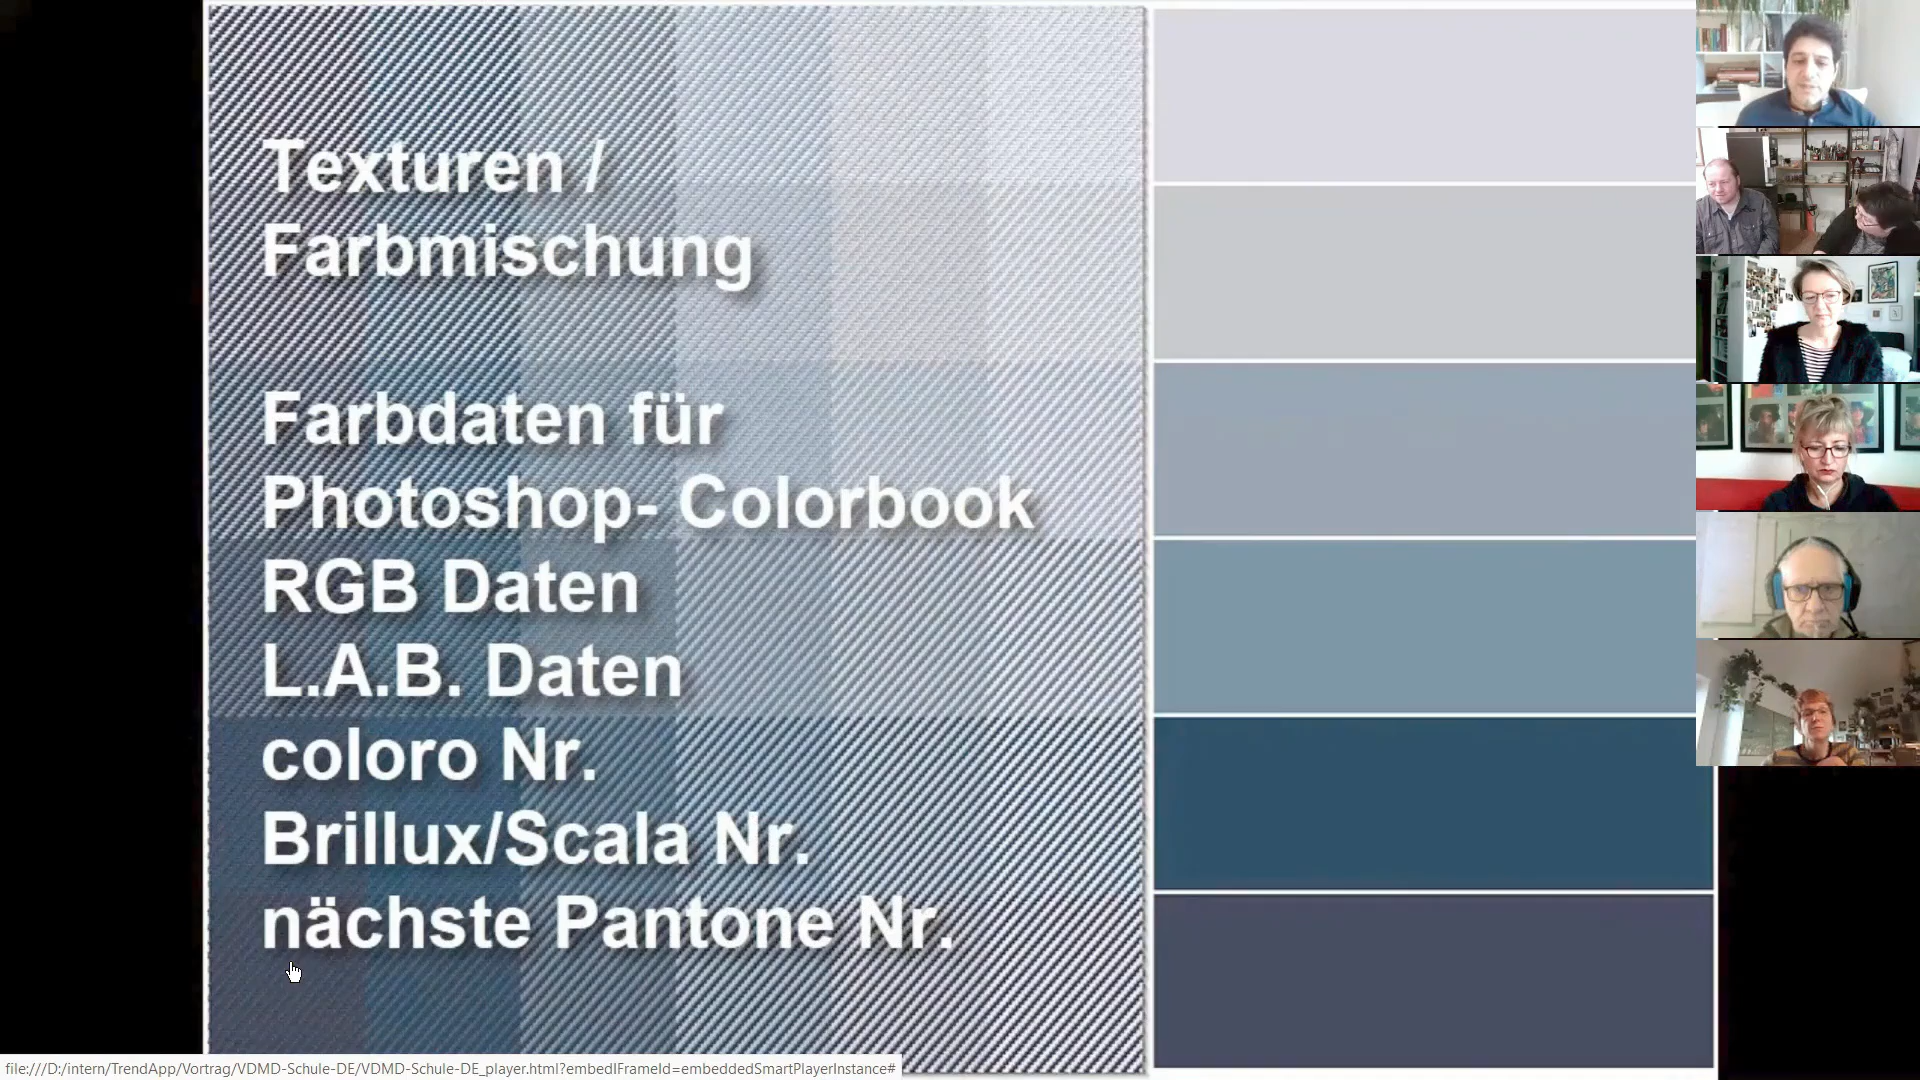 Texturen /
Farbmischung
Farbdaten für
Photoshop- Colorbook
RGB Daten
L.A.B. Daten
coloro Nr.
Brillux/Scala Nr.
nächste Pantone Nr.
file:///D:/intern/TrendApp/Vortrag/VDMD-Schule-DE/VDMD-Schule-DE_player.html?embedIFrameId=embeddedSmartPlayerInstance#